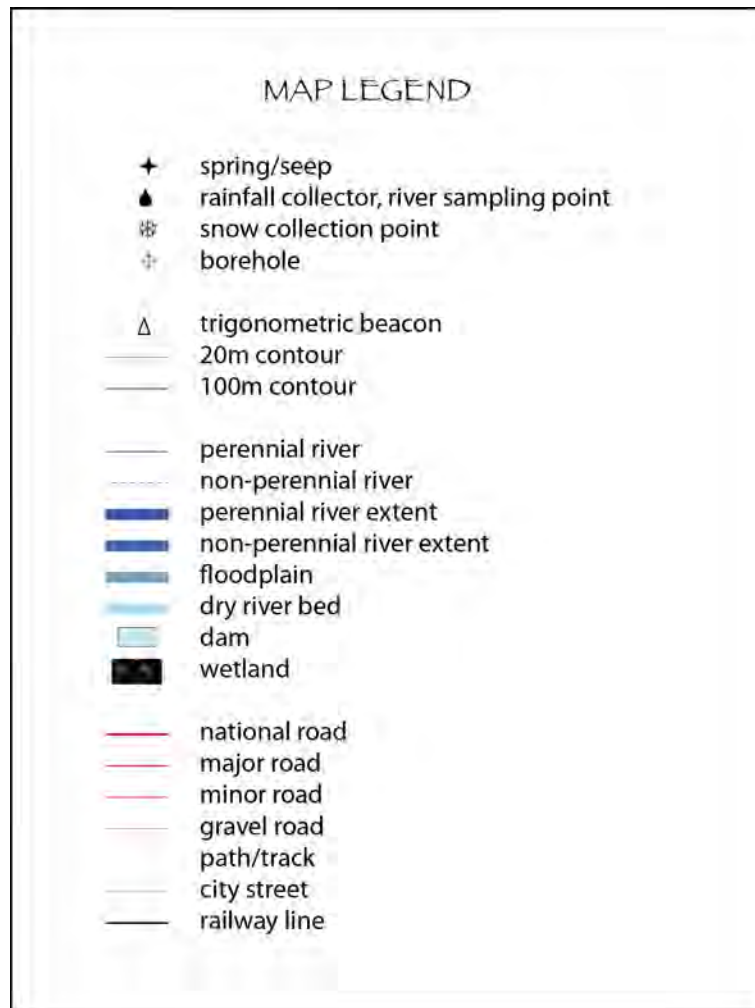 MAP LEGEND
spring/seep
rainfall collector, river sampling point
snow collection point
borehole
trigonometric beacon
20m contour
100m contour
perennial river
non-perennial river
perennial river extent
non-perennial river extent
floodplain
dry river bed
dam
wetland
national road
major road
minor road
gravel road
path/track
city street
railway line